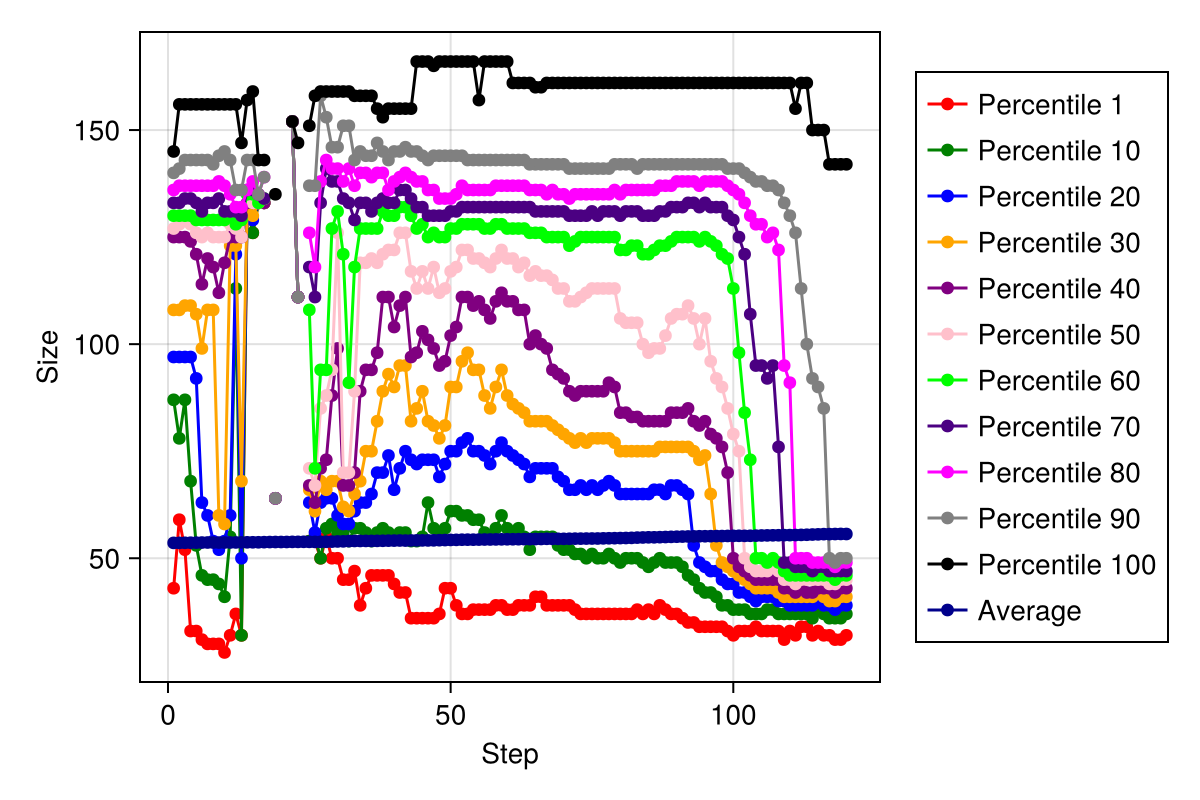 150
100
50
Size
0
50
100
Step
Percentile 1
Percentile 10
Percentile 20
Percentile 30
Percentile 40
Percentile 50
Percentile 60
Percentile 70
Percentile 80
Percentile 90
Percentile 100
Average